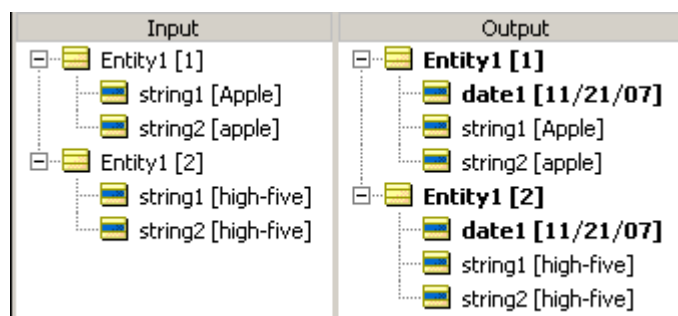 Input
Entity1 [1]
string1 [Apple]
string2 [apple]
Entity1 [2]
string1 [high-five]
string2 [high-five]
Output
Entity1 [1]
date1 [11/21/07]
string1 [Apple]
string2 [apple]
Entity1 [2]
date1 [11/21/07]
string1 [high-five]
string2 [high-five]